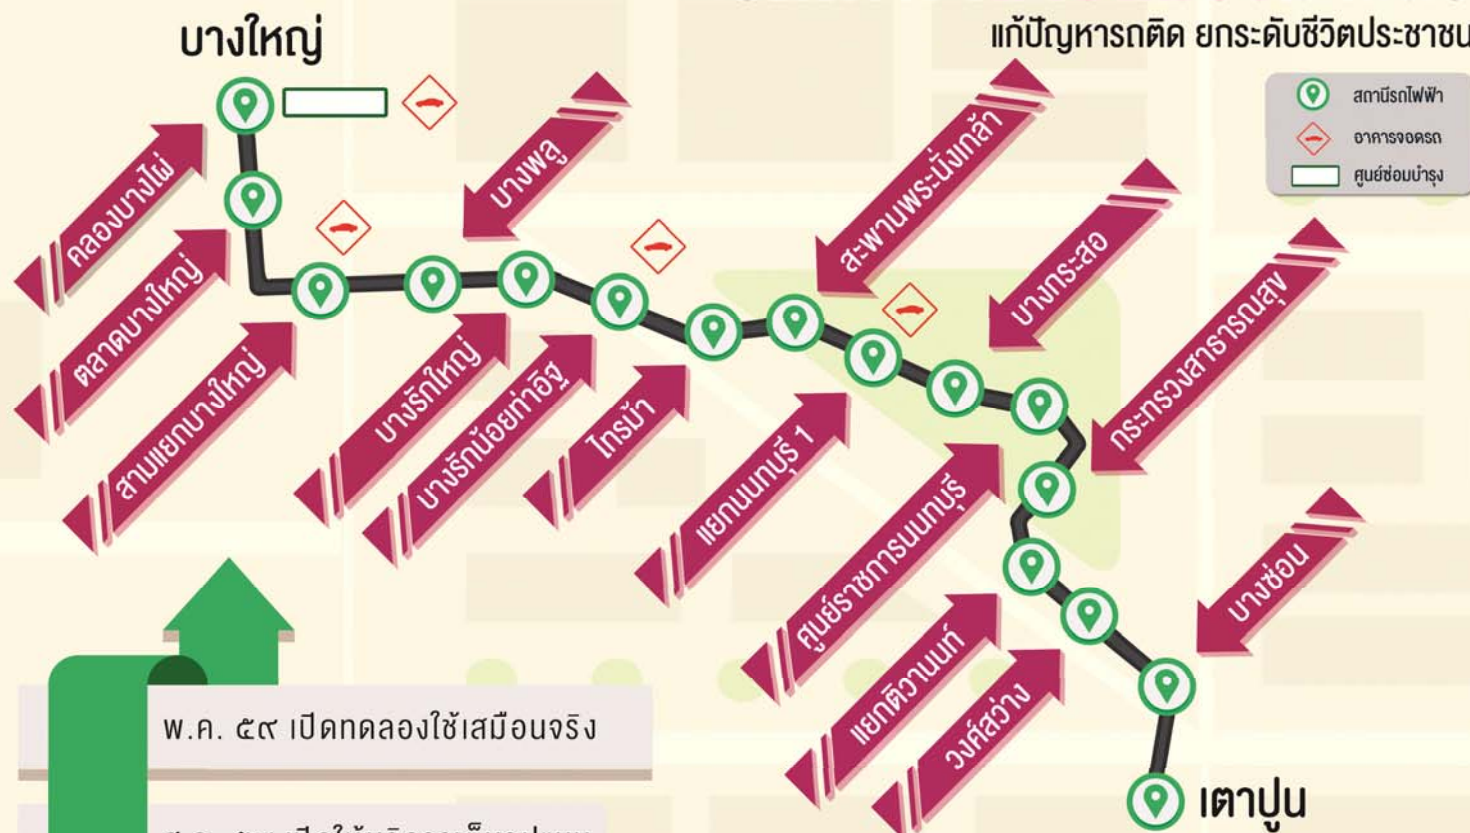 บางใหญ่
แก้ปัญหารถติด ยกระดับชีวิตประชาชน
สถานีรถไฟฟ้า
อาคารจอดรถ
ศูนย์ซ่อมบำรุง
คลองบางไผ่
ตลาดบางใหญ่
สามแยกบางใหญ่
บางพลู
บางรักใหญ่
บางรักน้อยท่าอิฐ
ไทรม้า
สะพานพระนั่งเกล้า
แยกนนทบุรี 1
บางกระสอ
ศูนย์ราชการนนทบุรี
กระทรวงสาธารณสุข
แยกติวานนท์
วงศ์สว่าง
บางซ่อน
เตาปูน
พ.ค. ๕๙ เปิดทดลองใช้เสมือนจริง